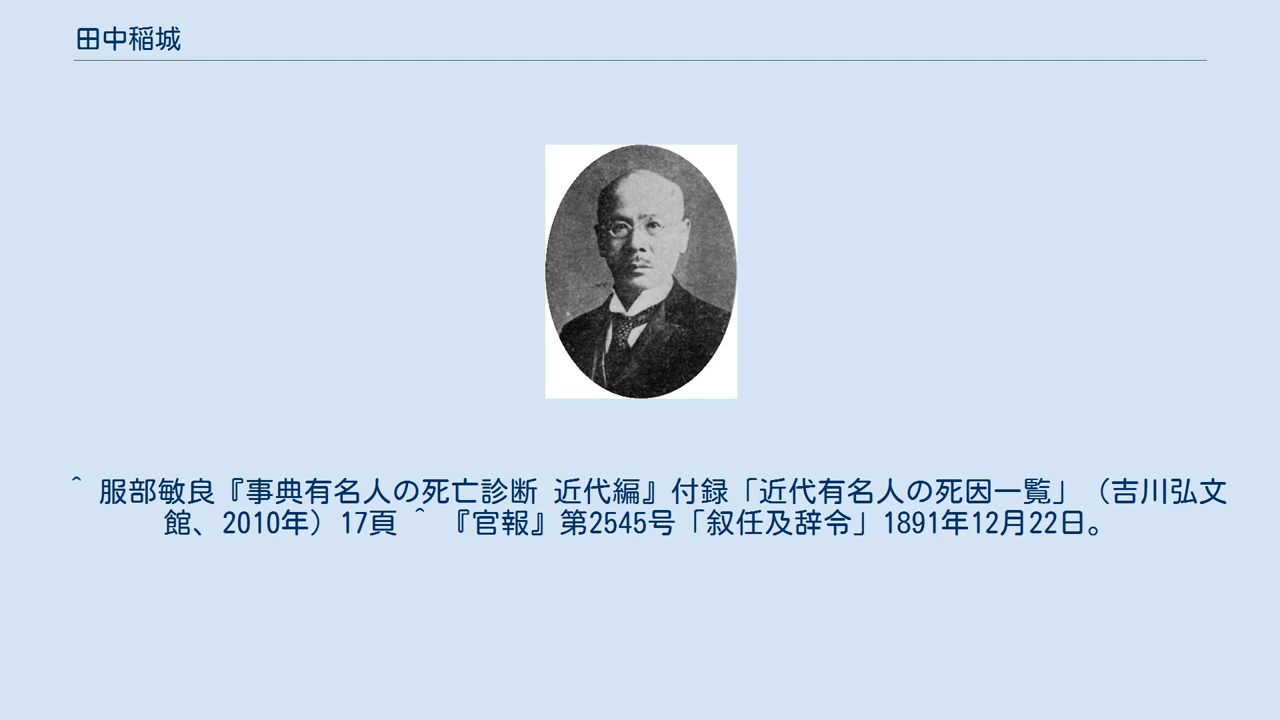 田中稲城
^ 服部敏良『事典有名人の死亡診断 近代編』付録「近代有名人の死因一覧」（吉川弘文
館、2010年）17頁 ^ 『官報』第2545号「叙任及辞令」1891年12月22日。